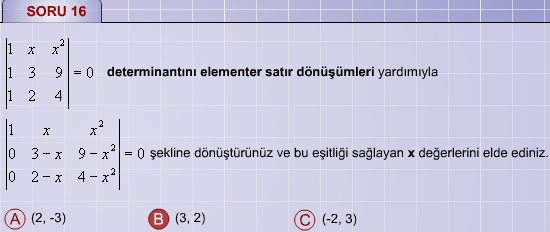 SORU 16
|1 x x²|
|1 3 9| = 0 determinantını elementer satır dönüşümleri yardımıyla
|1 2 4|
|1 x x²|
|0 3 − x 9 − x²| = 0 şekline dönüştürünüz ve bu eşitliği sağlayan x değerlerini elde ediniz.
|0 2 − x 4 − x²|
A (2, -3) B (3, 2) C (-2, 3)